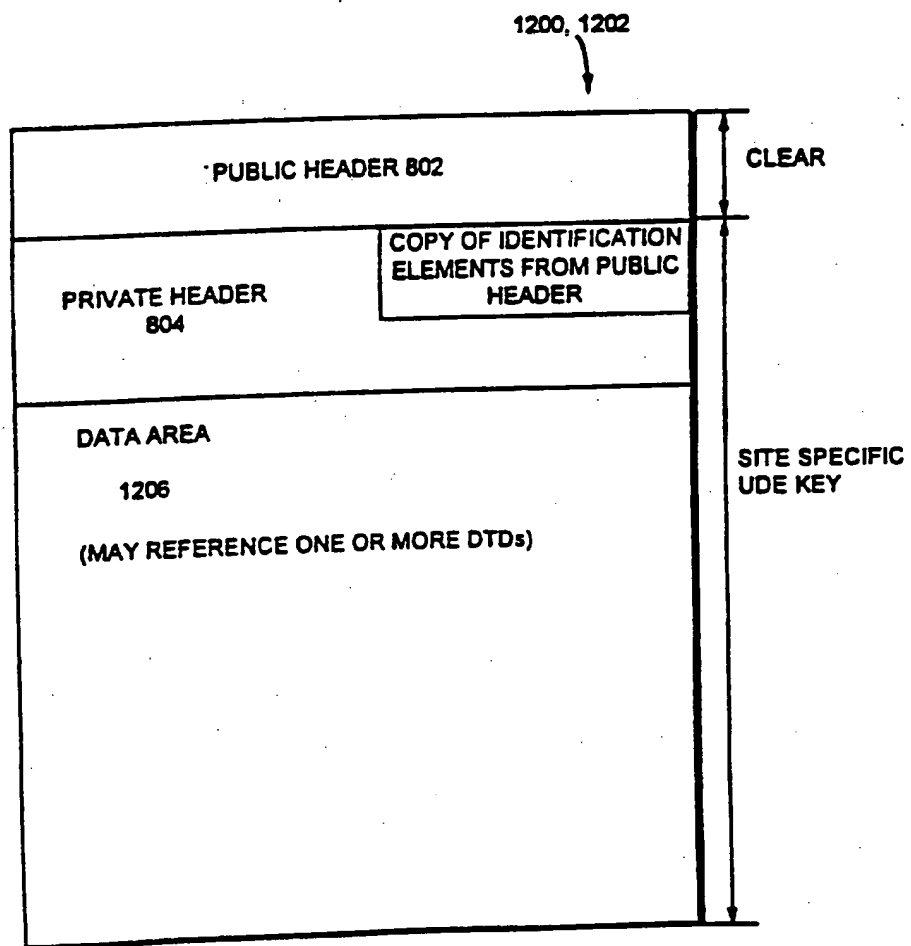 1200, 1202
PUBLIC HEADER 802
CLEAR
COPY OF IDENTIFICATION
ELEMENTS FROM PUBLIC
HEADER
PRIVATE HEADER
804
DATA AREA
1206
(MAY REFERENCE ONE OR MORE DTDs)
SITE SPECIFIC
UDE KEY